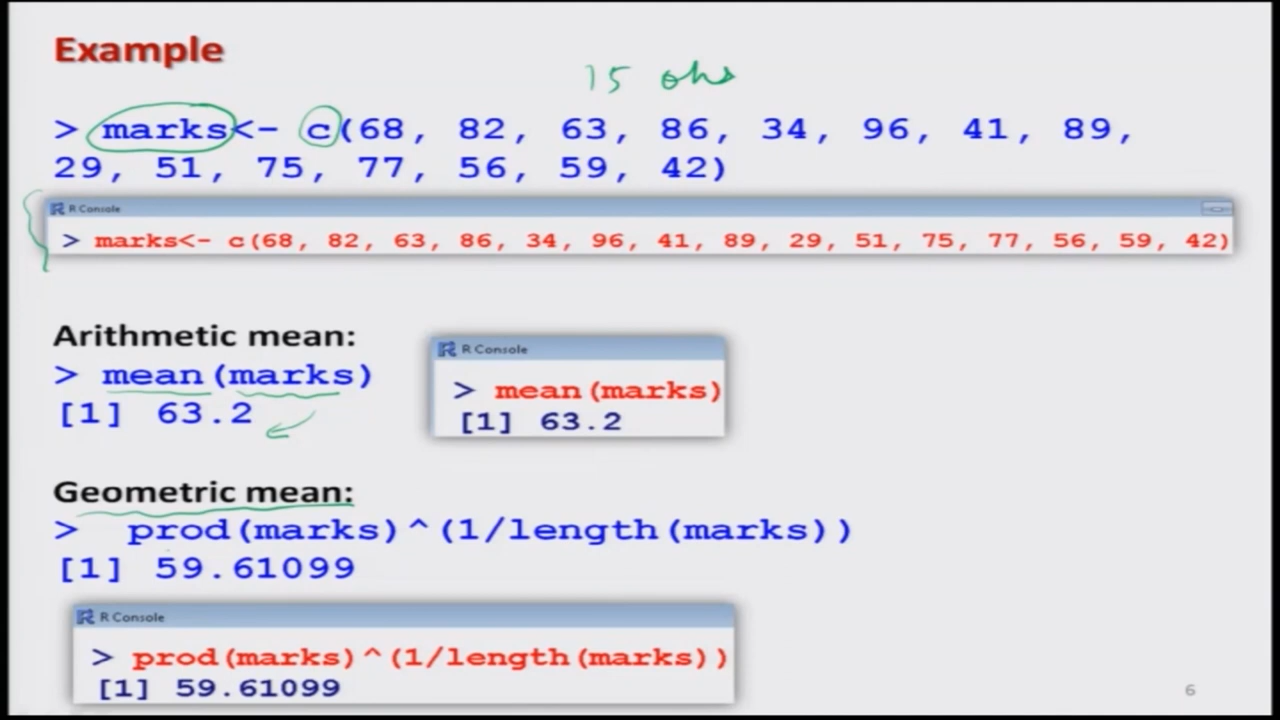 Example
15 obs
> marks<- c(68, 82, 63, 86, 34, 96, 41, 89,
29, 51, 75, 77, 56, 59, 42)
R Console
> marks<- c(68, 82, 63, 86, 34, 96, 41, 89, 29, 51, 75, 77, 56, 59, 42)
Arithmetic mean:
> mean(marks)
[1] 63.2
R Console
> mean(marks)
[1] 63.2
Geometric mean:
> prod(marks)^(1/length(marks))
[1] 59.61099
R Console
> prod(marks)^(1/length(marks))
[1] 59.61099
6